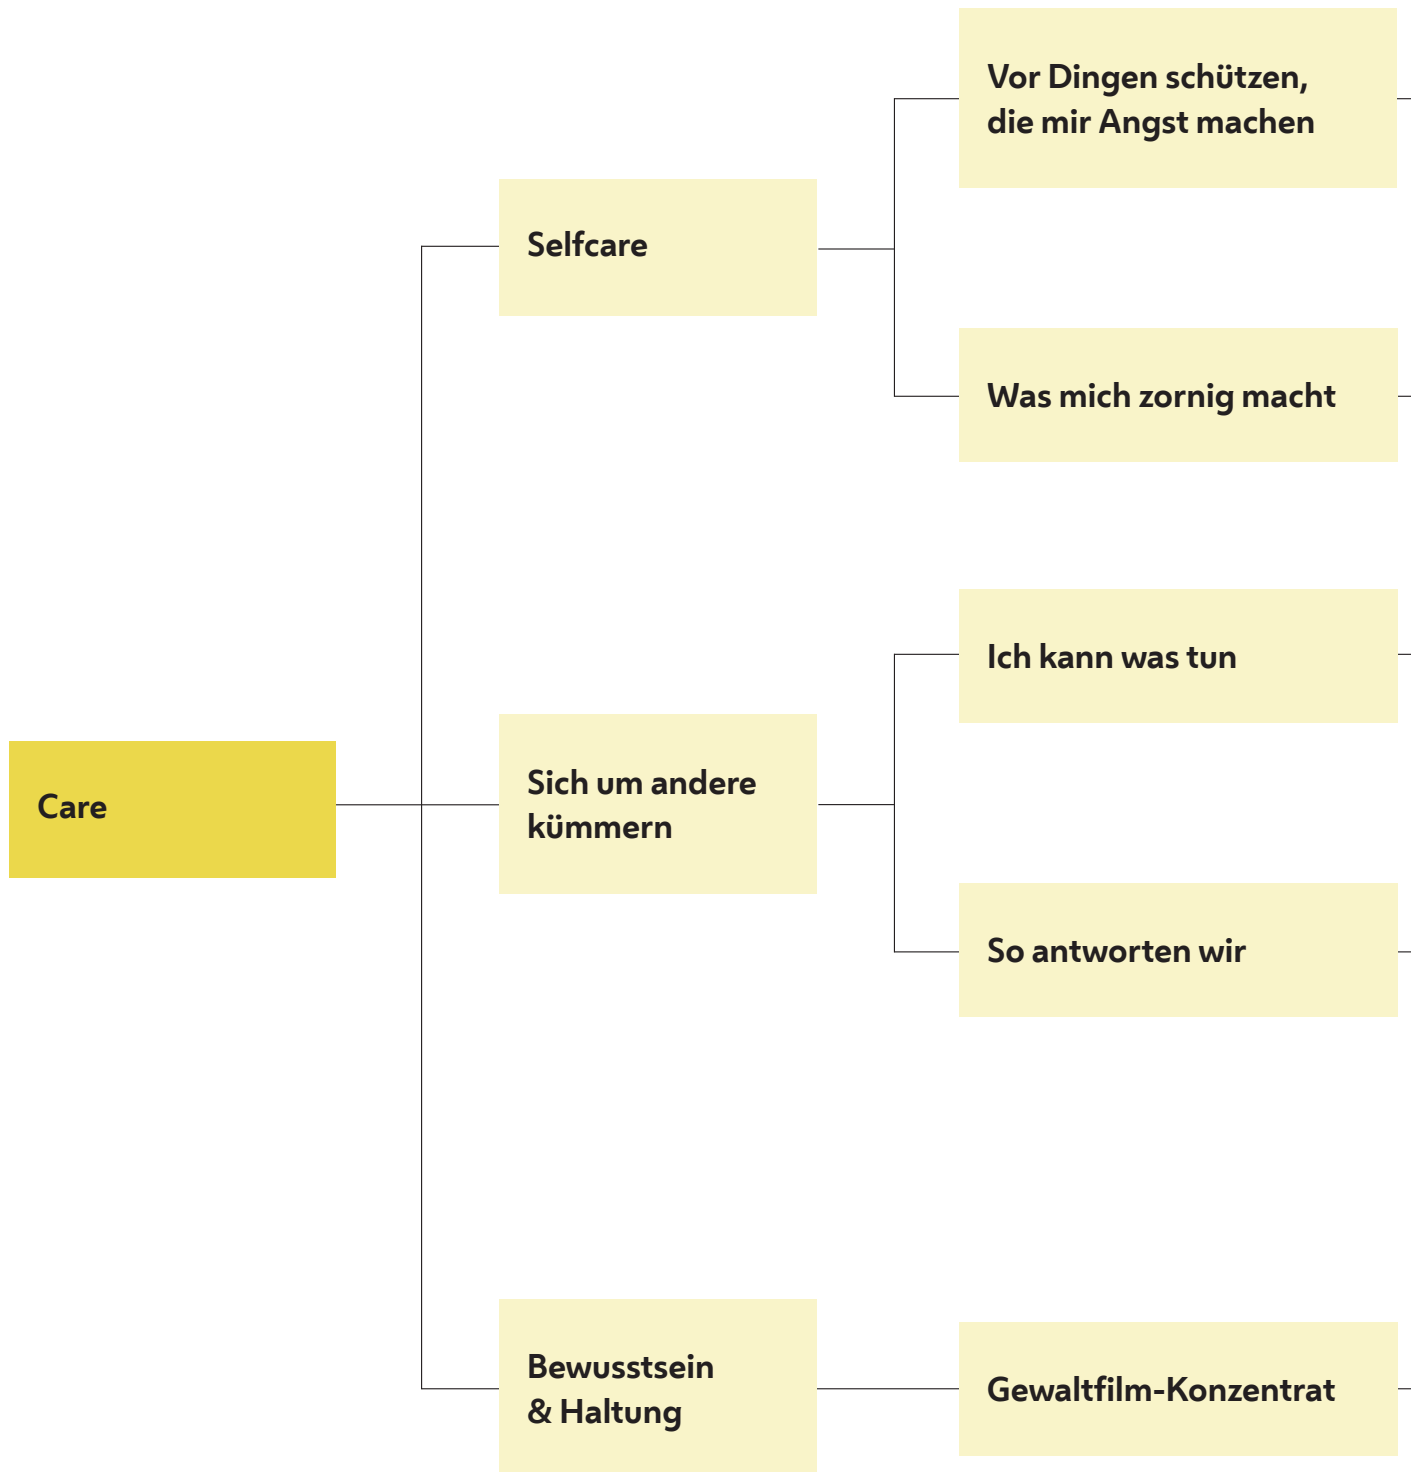 Care
Selfcare
Vor Dingen schützen,
die mir Angst machen
Was mich zornig macht
Sich um andere
kümmern
Ich kann was tun
So antworten wir
Bewusstsein
& Haltung
Gewaltfilm-Konzentrat